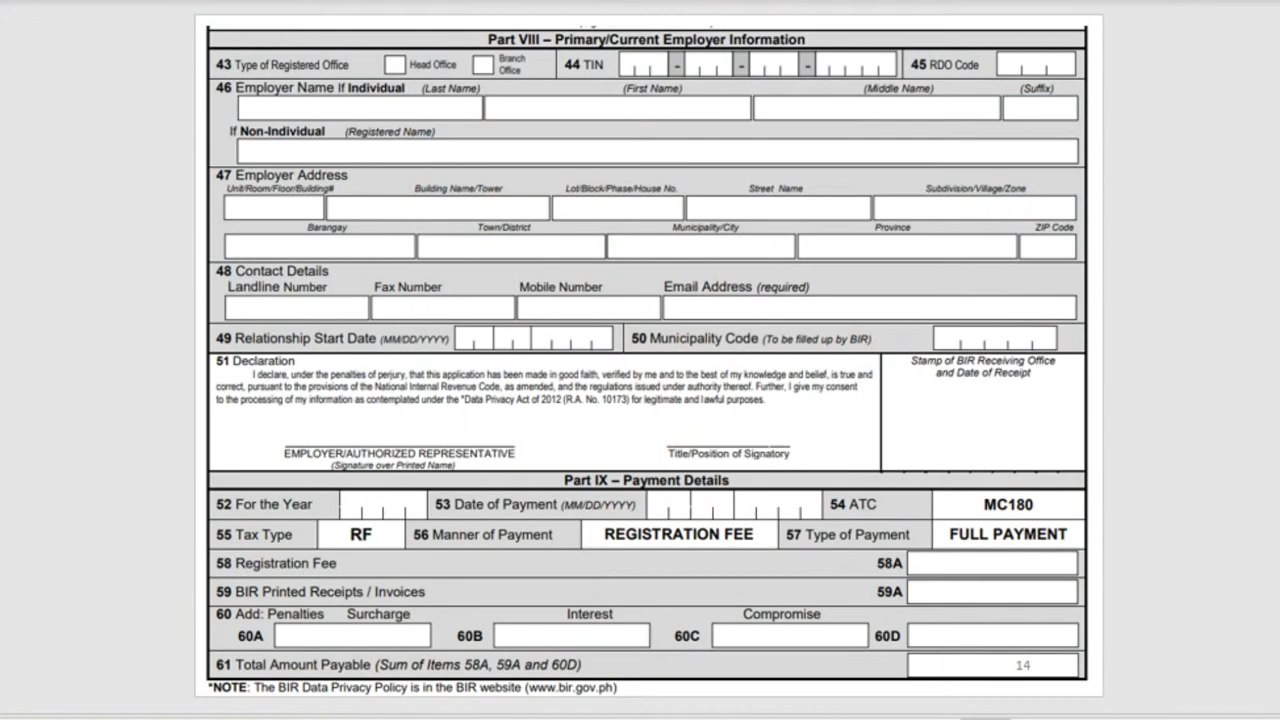 Part VIII – Primary/Current Employer Information
43 Type of Registered Office Head Office Branch Office 44 TIN - - - 45 RDO Code
46 Employer Name If Individual (Last Name) (First Name) (Middle Name) (Suffix)
If Non-Individual (Registered Name)
47 Employer Address
Unit/Room/Floor/Building# Building Name/Tower Lot/Block/Phase/House No. Street Name Subdivision/Village/Zone
Barangay Town/District Municipality/City Province ZIP Code
48 Contact Details
Landline Number Fax Number Mobile Number Email Address (required)
49 Relationship Start Date (MM/DD/YYYY) 50 Municipality Code (To be filled up by BIR)
51 Declaration
I declare, under the penalties of perjury, that this application has been made in good faith, verified by me and to the best of my knowledge and belief, is true and
correct, pursuant to the provisions of the National Internal Revenue Code, as amended, and the regulations issued under authority thereof. Further, I give my consent
to the processing of my information as contemplated under the *Data Privacy Act of 2012 (R.A. No. 10173) for legitimate and lawful purposes.
EMPLOYER/AUTHORIZED REPRESENTATIVE Title/Position of Signatory
(Signature over Printed Name)
Stamp of BIR Receiving Office
and Date of Receipt
Part IX – Payment Details
52 For the Year 53 Date of Payment (MM/DD/YYYY) 54 ATC MC180
55 Tax Type RF 56 Manner of Payment REGISTRATION FEE 57 Type of Payment FULL PAYMENT
58 Registration Fee 58A
59 BIR Printed Receipts / Invoices 59A
60 Add: Penalties Surcharge Interest Compromise
60A 60B 60C 60D
61 Total Amount Payable (Sum of Items 58A, 59A and 60D) 14
*NOTE: The BIR Data Privacy Policy is in the BIR website (www.bir.gov.ph)